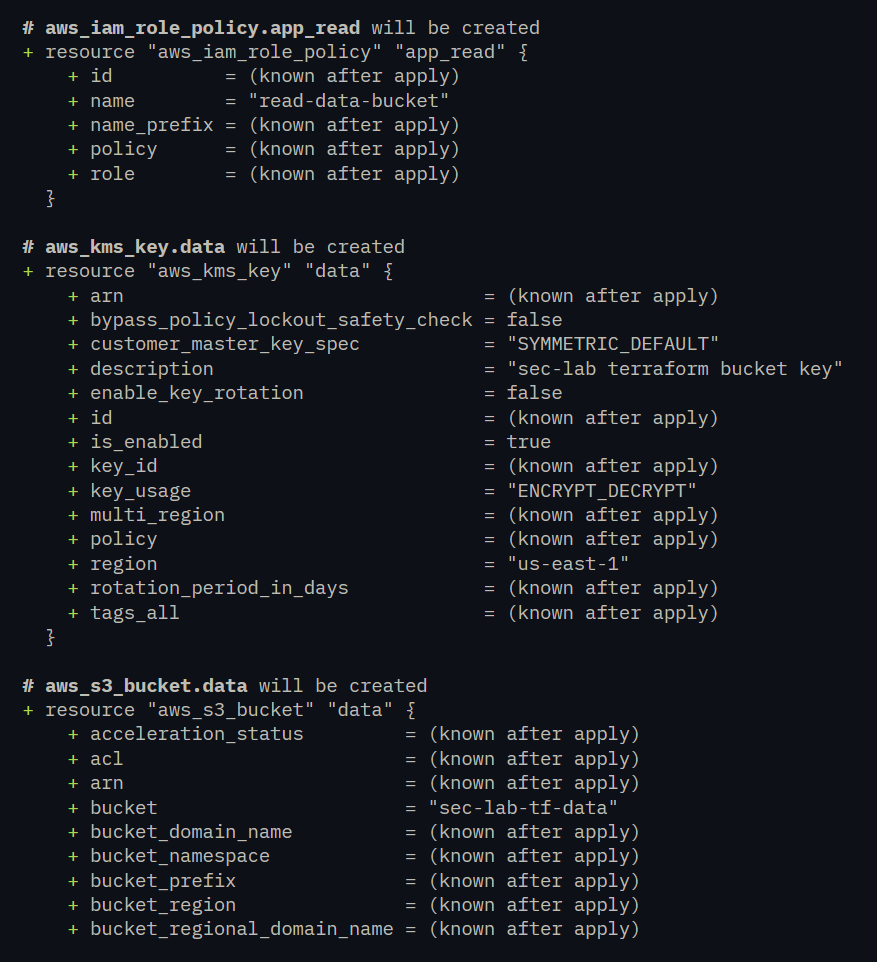 # aws_iam_role_policy.app_read will be created
+ resource "aws_iam_role_policy" "app_read" {
    + id          = (known after apply)
    + name        = "read-data-bucket"
    + name_prefix = (known after apply)
    + policy      = (known after apply)
    + role        = (known after apply)
  }

# aws_kms_key.data will be created
+ resource "aws_kms_key" "data" {
    + arn                                = (known after apply)
    + bypass_policy_lockout_safety_check = false
    + customer_master_key_spec           = "SYMMETRIC_DEFAULT"
    + description                        = "sec-lab terraform bucket key"
    + enable_key_rotation                = false
    + id                                 = (known after apply)
    + is_enabled                         = true
    + key_id                             = (known after apply)
    + key_usage                          = "ENCRYPT_DECRYPT"
    + multi_region                       = (known after apply)
    + policy                             = (known after apply)
    + region                             = "us-east-1"
    + rotation_period_in_days            = (known after apply)
    + tags_all                           = (known after apply)
  }

# aws_s3_bucket.data will be created
+ resource "aws_s3_bucket" "data" {
    + acceleration_status         = (known after apply)
    + acl                         = (known after apply)
    + arn                         = (known after apply)
    + bucket                      = "sec-lab-tf-data"
    + bucket_domain_name          = (known after apply)
    + bucket_namespace            = (known after apply)
    + bucket_prefix               = (known after apply)
    + bucket_region               = (known after apply)
    + bucket_regional_domain_name = (known after apply)